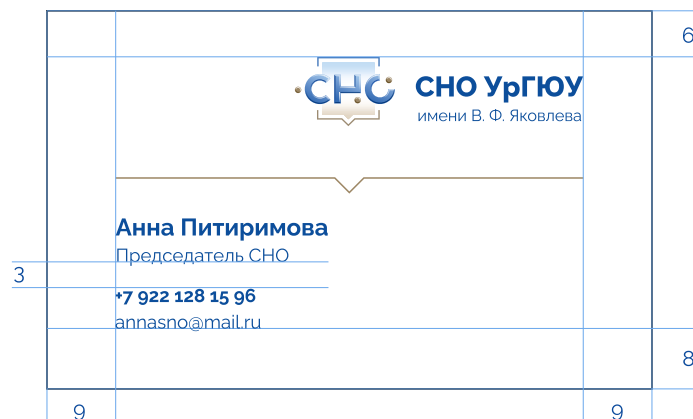 6
СНО
СНО УрГЮУ
имени В. Ф. Яковлева
Анна Питиримова
Председатель СНО
3
+7 922 128 15 96
annasno@mail.ru
8
9
9